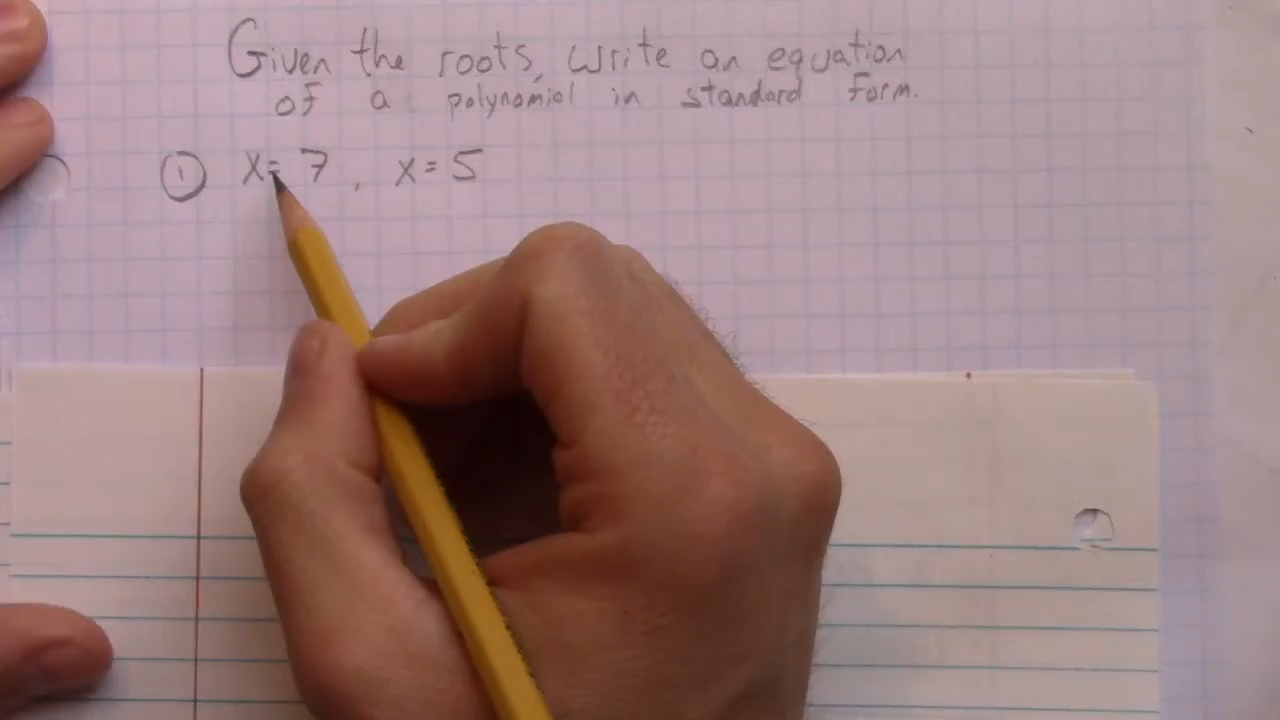 Given the roots, write an equation
of a polynomial in standard form.
① x = 7 , x = 5